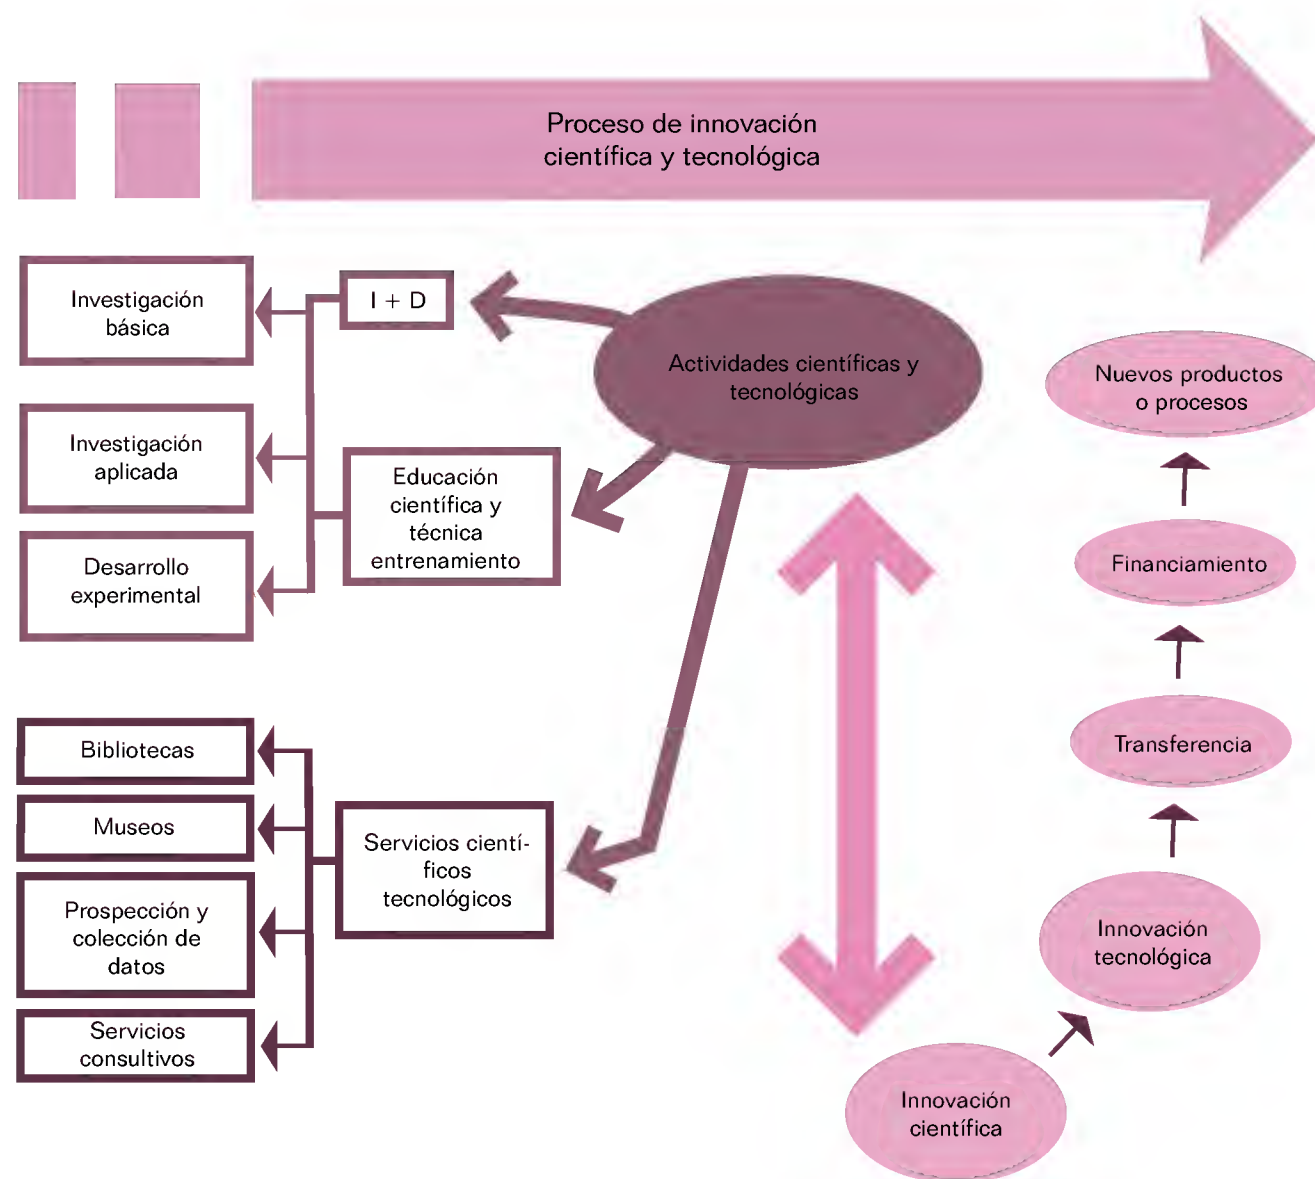 Proceso de innovación
científica y tecnológica
Investigación
básica
I + D
Actividades científicas y
tecnológicas
Nuevos productos
o procesos
Investigación
aplicada
Educación
científica y
técnica
entrenamiento
Desarrollo
experimental
Financiamiento
Transferencia
Bibliotecas
Museos
Servicios cientí-
ficos
tecnológicos
Prospección y
colección de
datos
Servicios
consultivos
Innovación
tecnológica
Innovación
científica